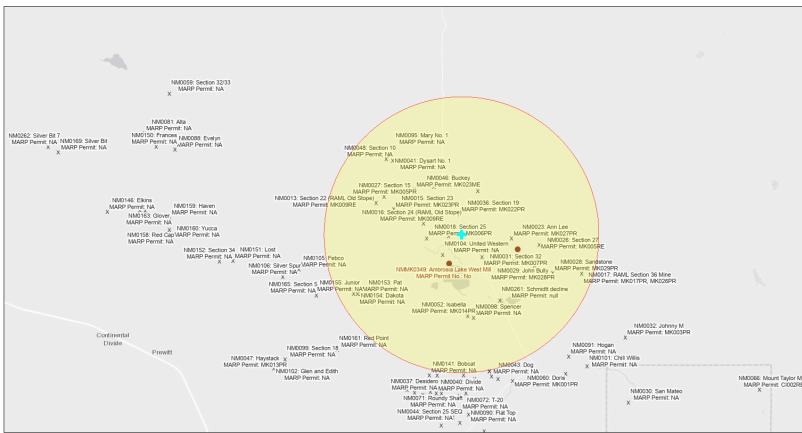 NM0059: Section 32/33
MARP Permit: NA
NM0081: Alta
MARP Permit: NA
NM0150: Frances
MARP Permit: NA
NM0088: Evelyn
MARP Permit: NA
NM0262: Silver Bit 7
MARP Permit: NA
NM0169: Silver Bit
MARP Permit: NA
NM0095: Mary No. 1
MARP Permit: NA
NM0048: Section 10
MARP Permit: NA
NM0041: Dysart No. 1
MARP Permit: NA
NM0046: Buckey
MARP Permit: MK023ME
NM0027: Section 15
MARP Permit: MK005PR
NM0013: Section 22 (RAML Old Stope)
MARP Permit: MK009RE
NM0015: Section 23
MARP Permit: MK023PR
NM0036: Section 19
MARP Permit: MK022PR
NM0016: Section 24 (RAML Old Stope)
MARP Permit: MK009RE
NM0146: Elkins
MARP Permit: NA
NM0159: Haven
MARP Permit: NA
NM0163: Glover
MARP Permit: NA
NM0160: Yucca
MARP Permit: NA
NM0158: Red Cap
MARP Permit: NA
NM0018: Section 25
MARP Permit: MK006PR
NM0023: Ann Lee
MARP Permit: MK027PR
NM0026: Section 27
MARP Permit: MK005RE
NM0104: United Western
MARP Permit: NA
NM0152: Section 34
MARP Permit: NA
NM0151: Lost
MARP Permit: NA
NM0105: Febco
MARP Permit: NA
NM0106: Silver Spur
MARP Permit: NA
NM0031: Section 32
MARP Permit: MK007PR
NMMK0349: Ambrosia Lake West Mill
MARP Permit No.: No
NM0029: John Bully
MARP Permit: MK028PR
NM0028: Sandstone
MARP Permit: MK029PR
NM0017: RAML Section 36 Mine
MARP Permit: MK017PR, MK026PR
NM0165: Section 5
MARP Permit: NA
NM0155: Junior
MARP Permit: NA
NM0153: Pat
MARP Permit: NA
NM0154: Dakota
MARP Permit: NA
NM0261: Schmidt decline
MARP Permit: null
NM0052: Isabella
MARP Permit: MK014PR
NM0098: Spencer
MARP Permit: NA
NM0032: Johnny M
MARP Permit: MK003PR
Continental
Divide
Prewitt
NM0161: Red Point
MARP Permit: NA
NM0099: Section 18
MARP Permit: NA
NM0047: Haystack
MARP Permit: MK013PR
NM0102: Glen and Edith
MARP Permit: NA
NM0091: Hogan
MARP Permit: NA
NM0101: Chill Wills
MARP Permit: NA
NM0141: Bobcat
MARP Permit: NA
NM0043: Dog
MARP Permit: NA
NM0060: Doris
MARP Permit: MK001PR
NM0037: Desidero
MARP Permit: NA
NM0040: Divide
MARP Permit: NA
NM0071: Roundy Shaft
MARP Permit: NA
NM0072: T-20
MARP Permit: NA
NM0044: Section 25 SEQ
MARP Permit: NA
NM0090: Flat Top
MARP Permit: NA
NM0030: San Mateo
MARP Permit: NA
NM0066: Mount Taylor M
MARP Permit: CI002RE